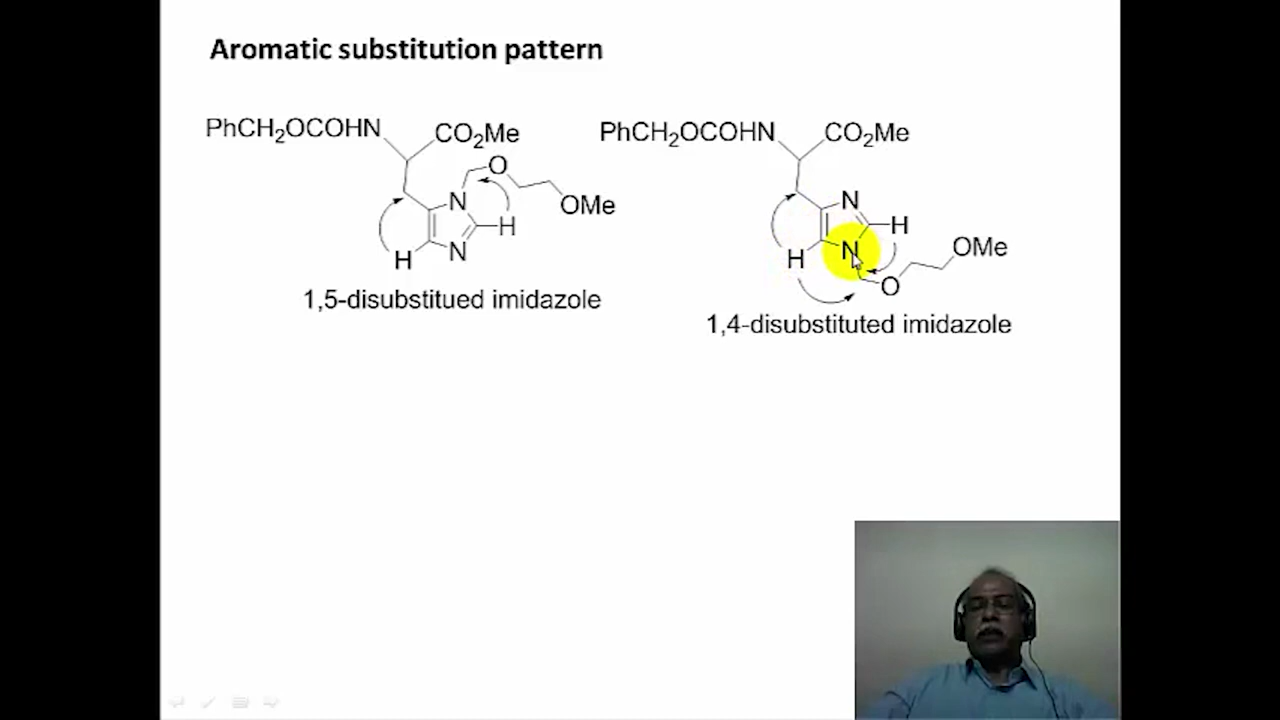 Aromatic substitution pattern
PhCH₂OCOHN CO₂Me
N O
OMe
H
H N
1,5-disubstitued imidazole
PhCH₂OCOHN CO₂Me
N
H
N
H
O
OMe
1,4-disubstituted imidazole